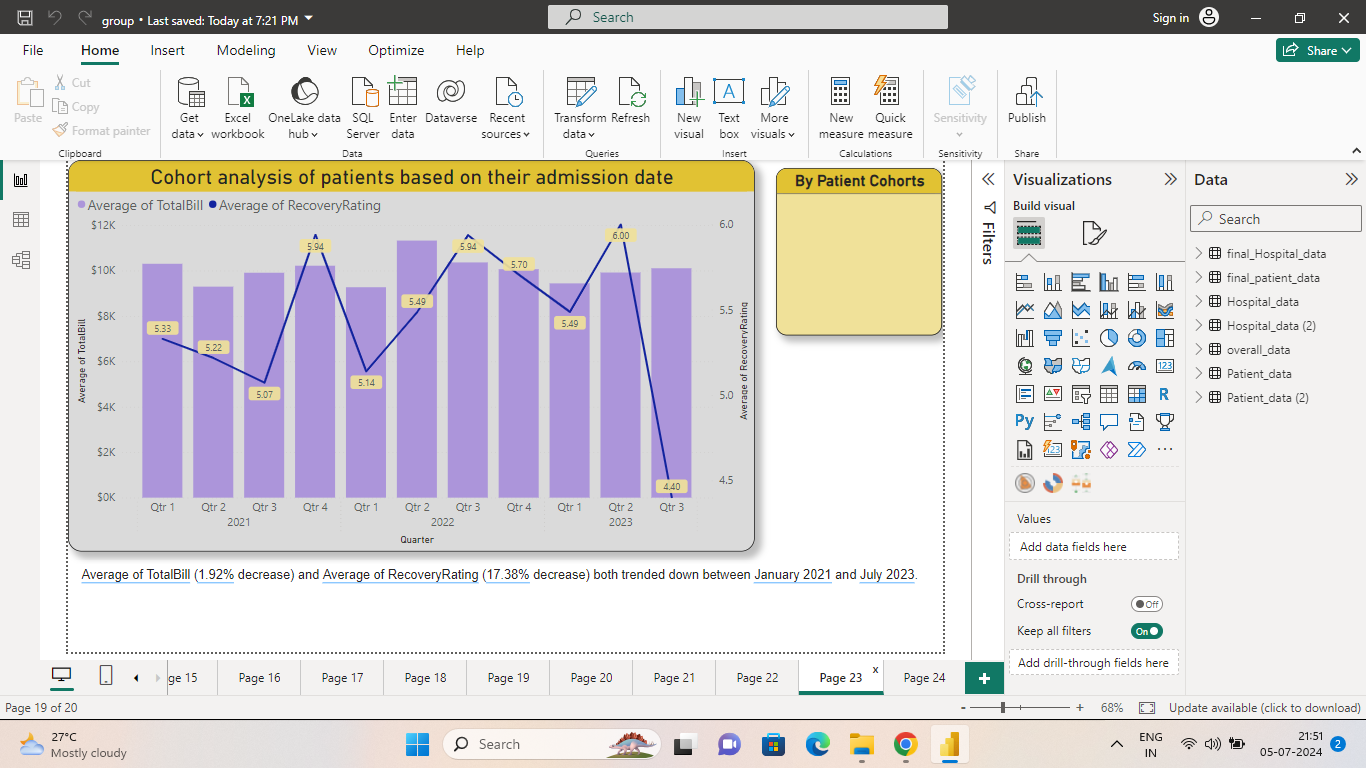 group • Last saved: Today at 7:21 PM
Search
Sign in
File Home Insert Modeling View Optimize Help
Share
Paste
Cut
Copy
Format painter
Clipboard
Get data
Excel workbook
OneLake data hub
SQL Server
Enter data
Dataverse
Recent sources
Data
Transform data
Refresh
Queries
New visual
Text box
More visuals
Insert
New measure
Quick measure
Calculations
Sensitivity
Sensitivity
Publish
Share
Cohort analysis of patients based on their admission date
Average of TotalBill Average of RecoveryRating
$12K
$10K
$8K
$6K
$4K
$2K
$0K
Average of TotalBill
5.33
5.22
5.07
5.94
5.14
5.49
5.94
5.70
5.49
6.00
4.40
6.0
5.5
5.0
4.5
Average of RecoveryRating
Qtr 1 Qtr 2 Qtr 3 Qtr 4 Qtr 1 Qtr 2 Qtr 3 Qtr 4 Qtr 1 Qtr 2 Qtr 3
2021 2022 2023
Quarter
By Patient Cohorts
Average of TotalBill (1.92% decrease) and Average of RecoveryRating (17.38% decrease) both trended down between January 2021 and July 2023.
Filters
Visualizations
Build visual
123
R
Py
123
Values
Add data fields here
Drill through
Cross-report
Off
Keep all filters
On
Add drill-through fields here
Data
Search
final_Hospital_data
final_patient_data
Hospital_data
Hospital_data (2)
overall_data
Patient_data
Patient_data (2)
ge 15 Page 16 Page 17 Page 18 Page 19 Page 20 Page 21 Page 22 Page 23 x Page 24 +
Page 19 of 20
- + 68%
Update available (click to download)
27°C
Mostly cloudy
Search
ENG
IN
21:51
05-07-2024
2